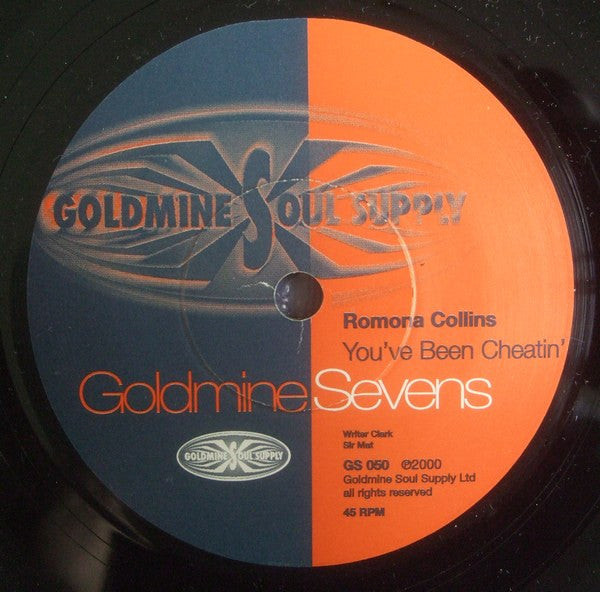 GOLDMINE SOUL SUPPLY
Romona Collins
You've Been Cheatin'
Goldmine Sevens
GOLDMINE SOUL SUPPLY
Writer Clark
Sir Mat
GS 050 ℗2000
Goldmine Soul Supply Ltd
all rights reserved
45 RPM